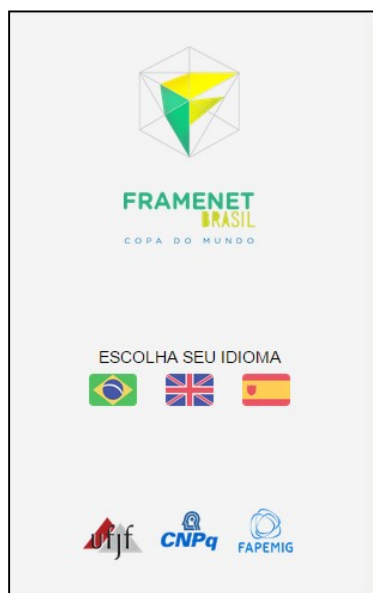 FRAMENET
BRASIL
COPA DO MUNDO
ESCOLHA SEU IDIOMA
ufjf CNPq FAPEMIG